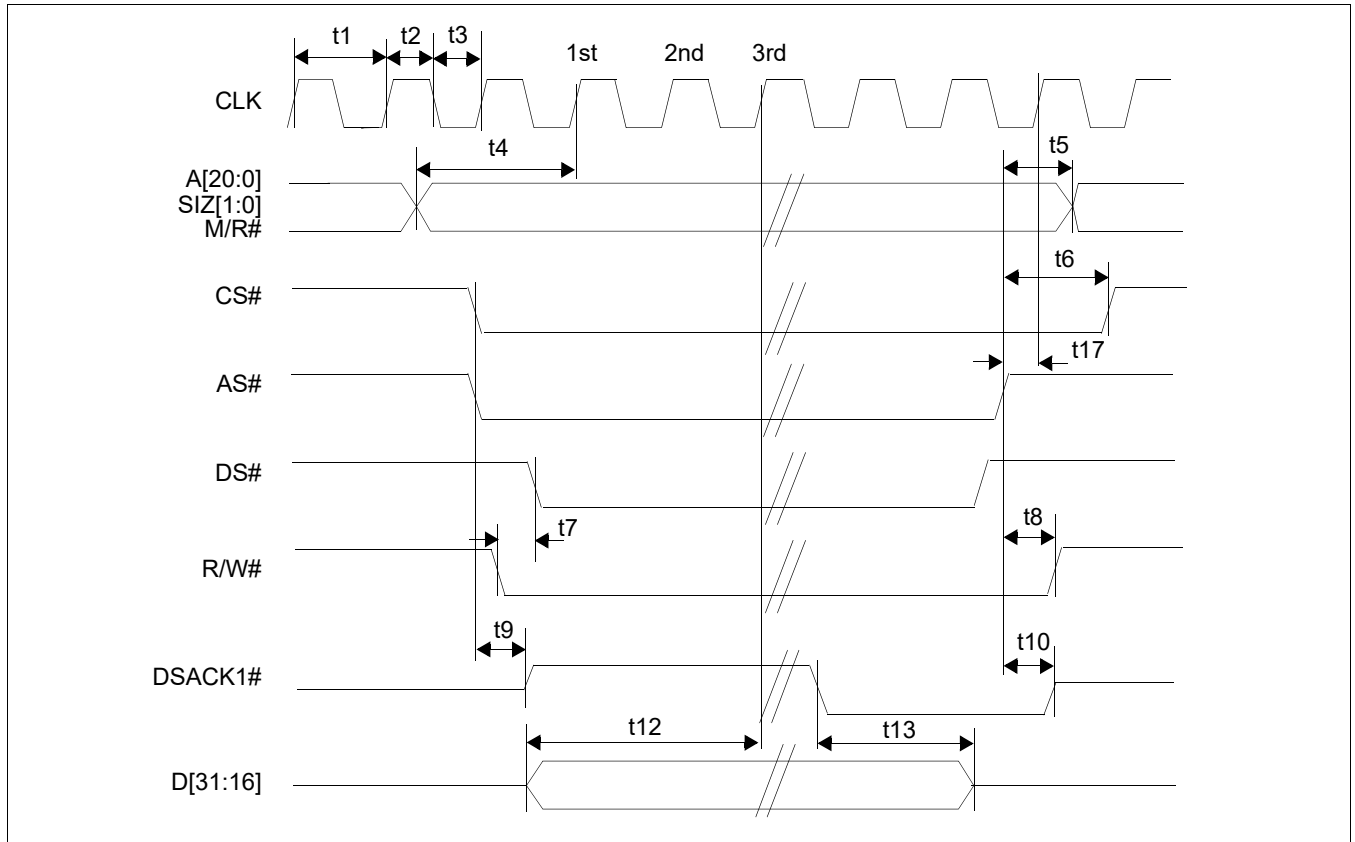 t1 t2 t3
1st 2nd 3rd
CLK
t4
t5
A[20:0]
SIZ[1:0]
M/R#
t6
CS#
t17
AS#
DS#
t7
t8
R/W#
t9
t10
DSACK1#
t12
t13
D[31:16]